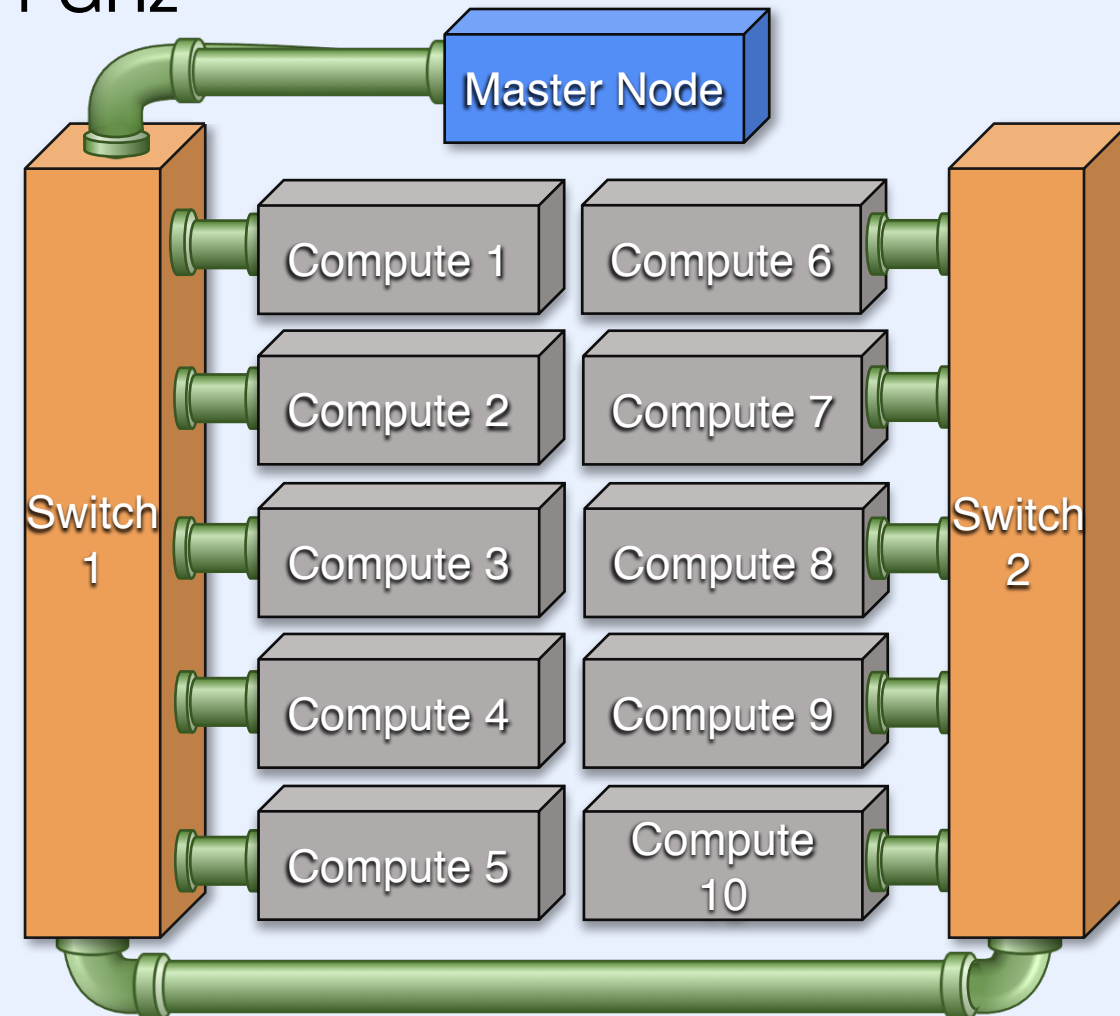 GHz
Master Node
Compute 1
Compute 6
Compute 2
Compute 7
Switch
1
Compute 3
Compute 8
Switch
2
Compute 4
Compute 9
Compute 5
Compute
10